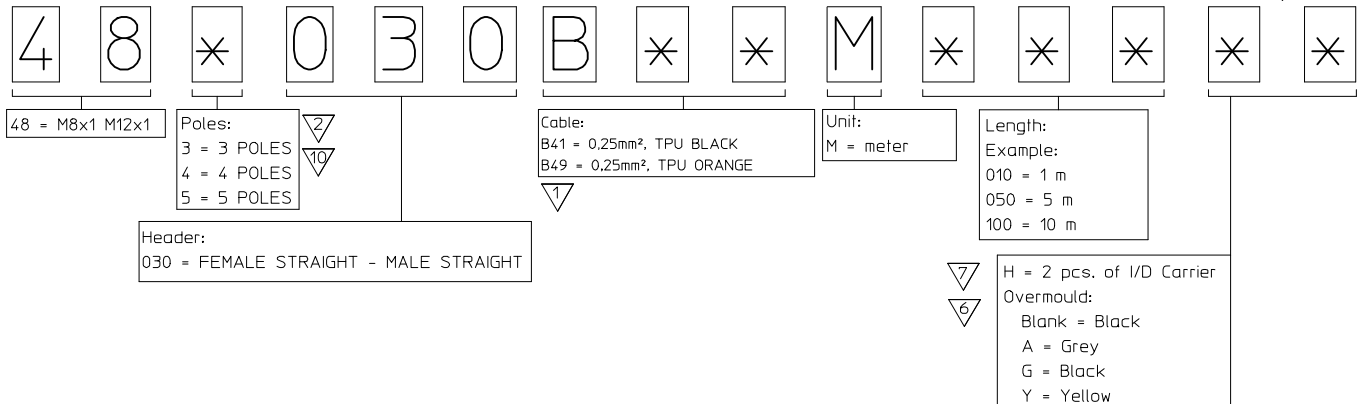 4 8 * 0 3 0 B * * M * * * * *
48 = M8x1 M12x1
Poles:
3 = 3 POLES
4 = 4 POLES
5 = 5 POLES
2
10
Header:
030 = FEMALE STRAIGHT - MALE STRAIGHT
Cable:
B41 = 0,25mm², TPU BLACK
B49 = 0,25mm², TPU ORANGE
1
Unit:
M = meter
Length:
Example:
010 = 1 m
050 = 5 m
100 = 10 m
7
6
H = 2 pcs. of I/D Carrier
Overmould:
Blank = Black
A = Grey
G = Black
Y = Yellow